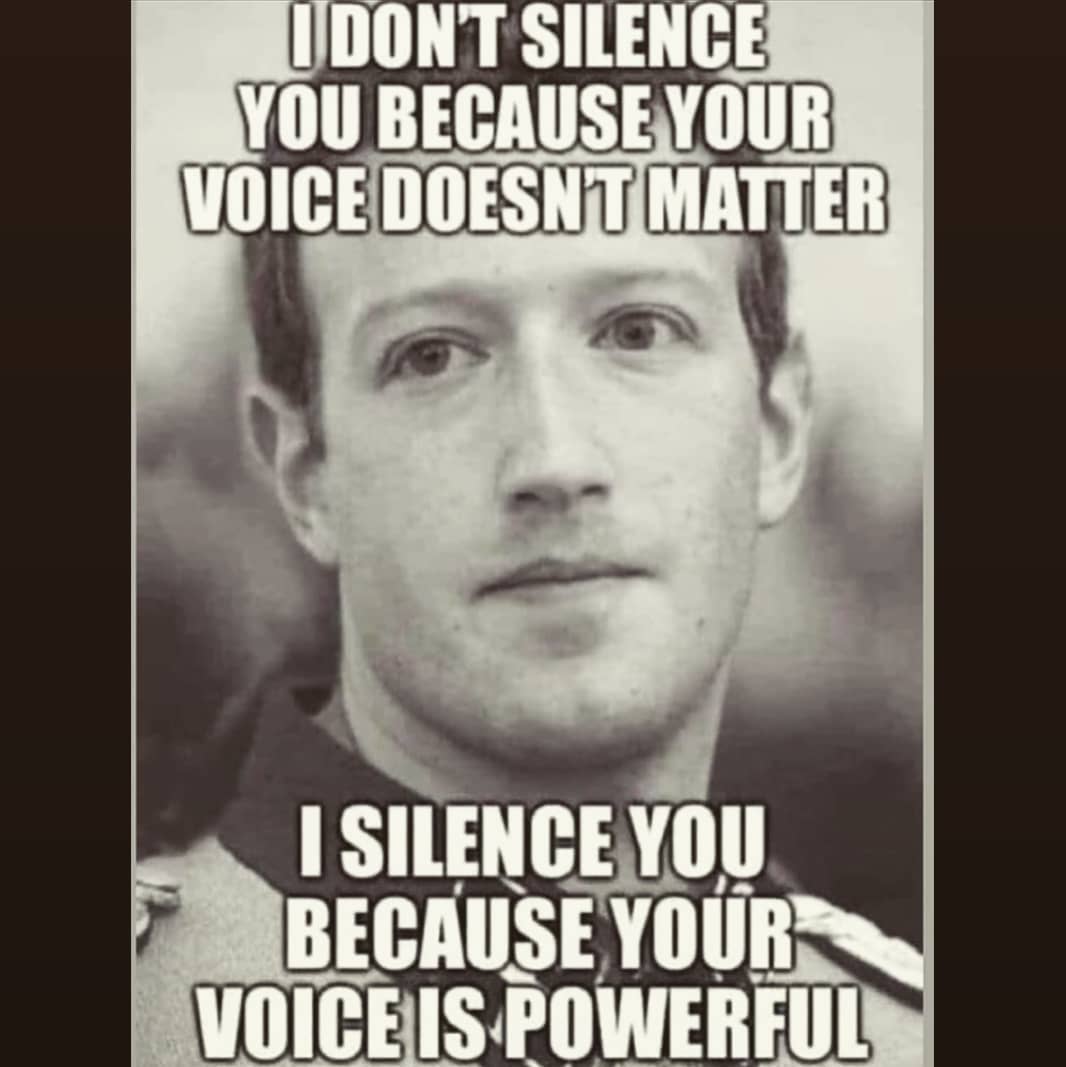 I DON'T SILENCE
YOU BECAUSE YOUR
VOICE DOESN'T MATTER
I SILENCE YOU
BECAUSE YOUR
VOICE IS POWERFUL